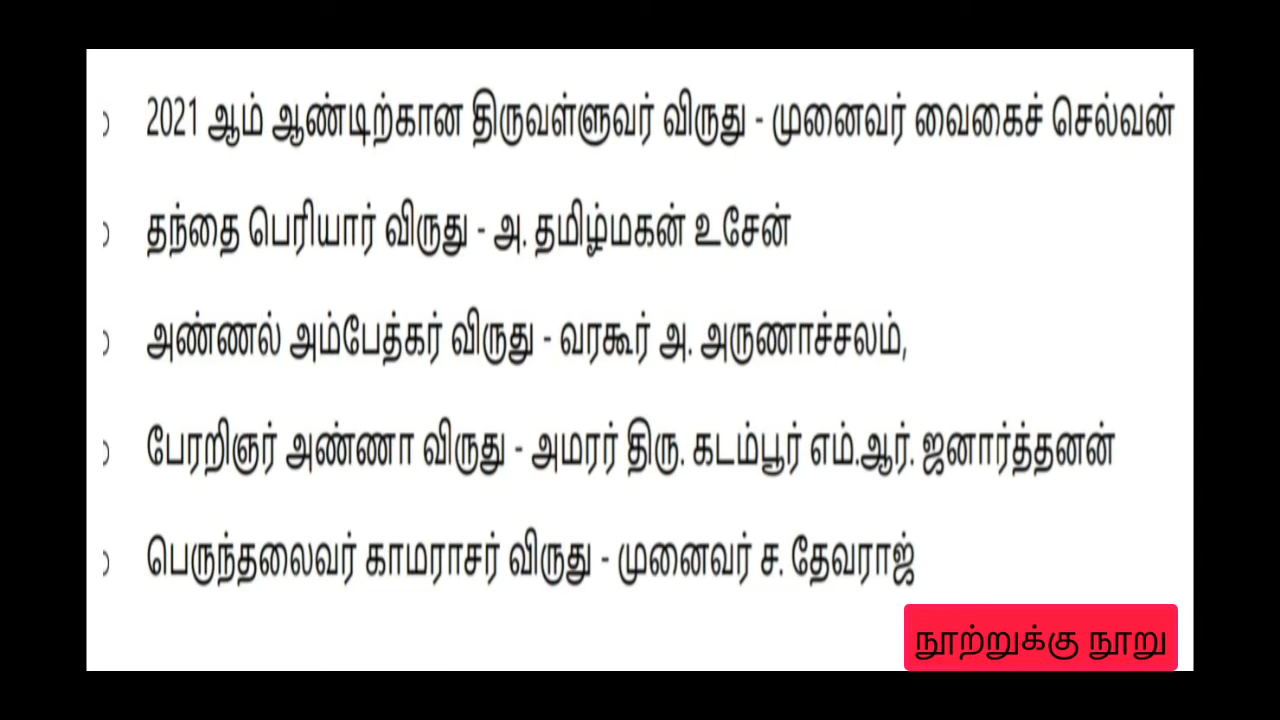 2021 ஆம் ஆண்டிற்கான திருவள்ளுவர் விருது - முனைவர் வைகைச் செல்வன்
தந்தை பெரியார் விருது - அ. தமிழ்மகன் உசேன்
அண்ணல் அம்பேத்கர் விருது - வரகூர் அ. அருணாச்சலம்,
பேரறிஞர் அண்ணா விருது - அமரர் திரு. கடம்பூர் எம்.ஆர். ஜனார்த்தனன்
பெருந்தலைவர் காமராசர் விருது - முனைவர் ச. தேவராஜ்
நூற்றுக்கு நூறு